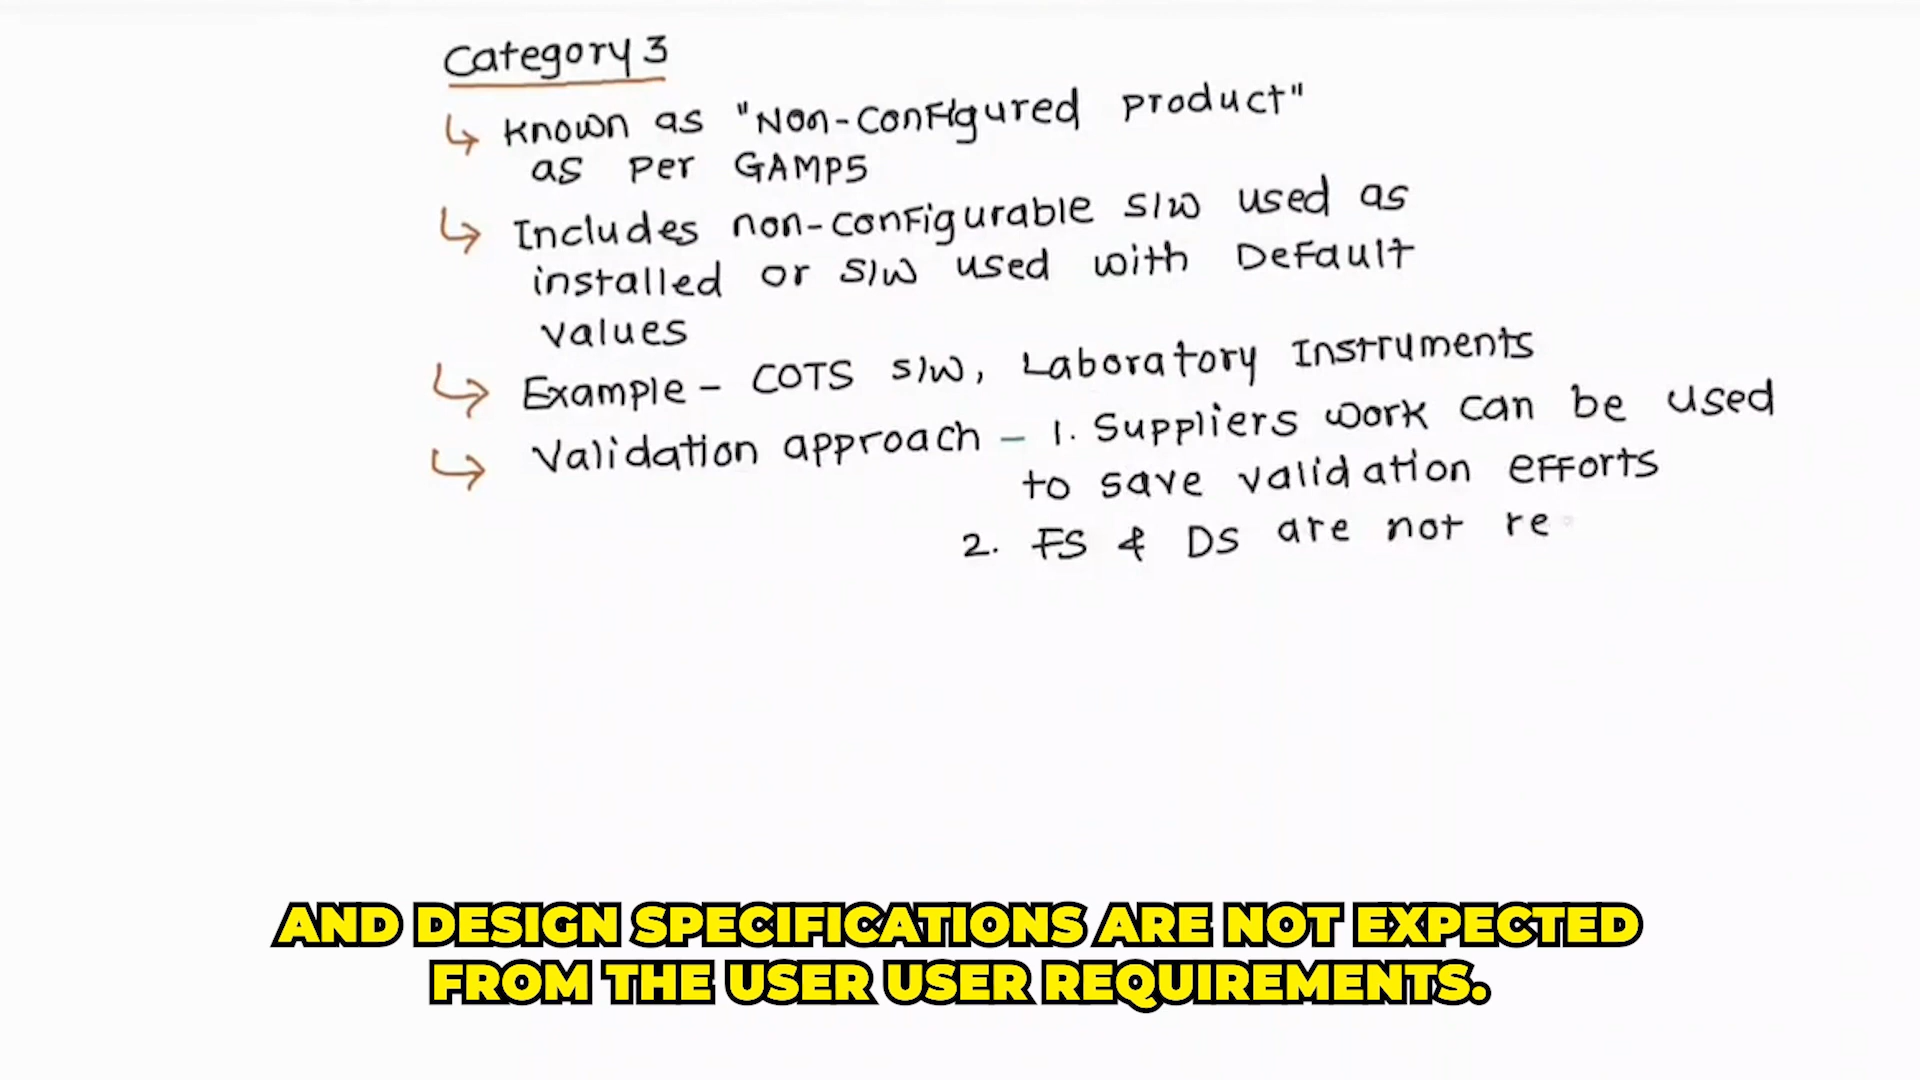 Category 3
↳ Known as "Non-Configured Product"
as per GAMP5
↳ Includes non-configurable s/w used as
installed or s/w used with Default
values
↳ Example - COTS s/w, Laboratory Instruments
↳ Validation approach - 1. Suppliers work can be used
to save validation efforts
2. FS & DS are not re
AND DESIGN SPECIFICATIONS ARE NOT EXPECTED
FROM THE USER USER REQUIREMENTS.